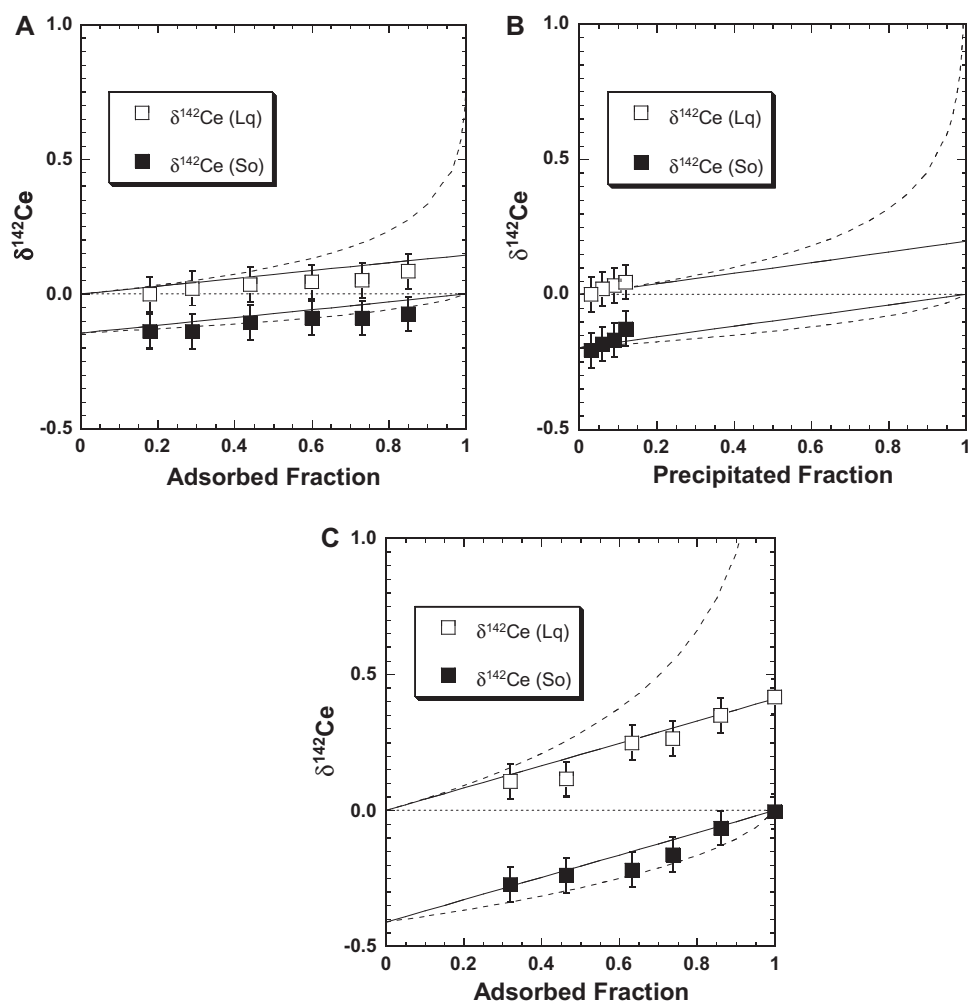 A
1.0
0.5
0.0
-0.5
δ¹⁴²Ce
δ¹⁴²Ce (Lq)
δ¹⁴²Ce (So)
0 0.2 0.4 0.6 0.8 1
Adsorbed Fraction
B
1.0
0.5
0.0
-0.5
δ¹⁴²Ce
δ¹⁴²Ce (Lq)
δ¹⁴²Ce (So)
0 0.2 0.4 0.6 0.8 1
Precipitated Fraction
C
1.0
0.5
0.0
-0.5
δ¹⁴²Ce
δ¹⁴²Ce (Lq)
δ¹⁴²Ce (So)
0 0.2 0.4 0.6 0.8 1
Adsorbed Fraction